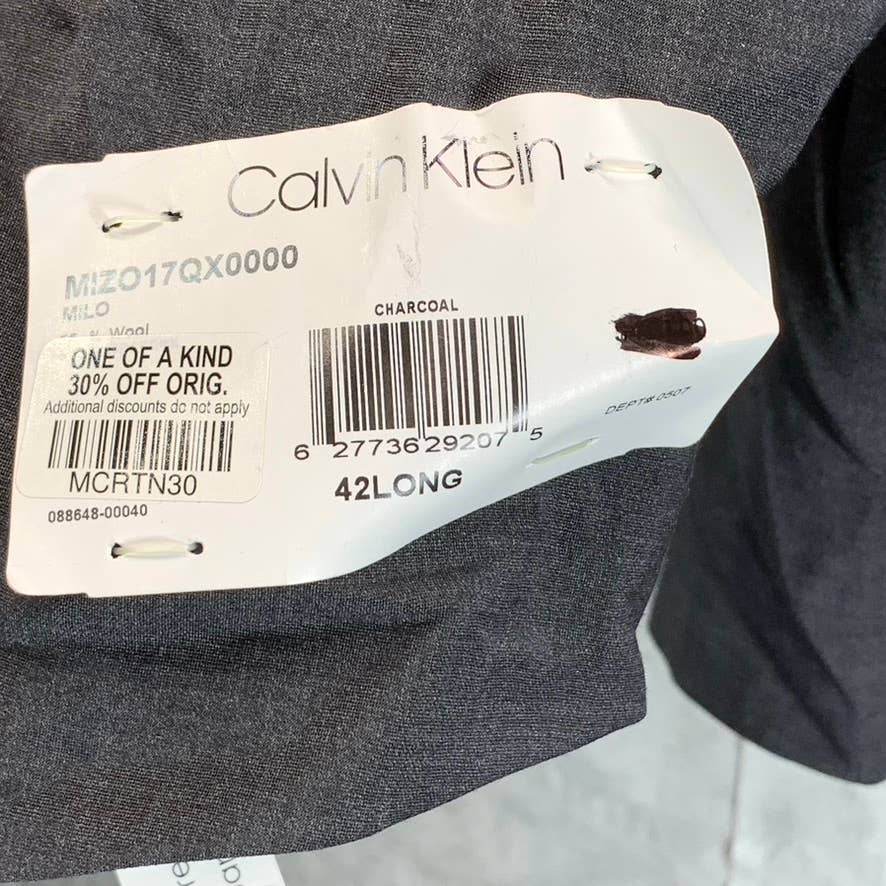 Calvin Klein
MIZO17QX0000
MILO
% Wool
ONE OF A KIND
30% OFF ORIG.
Additional discounts do not apply
MCRTN30
088648-00040
CHARCOAL
6 27736 29207 5
42LONG
DEPT# 0507